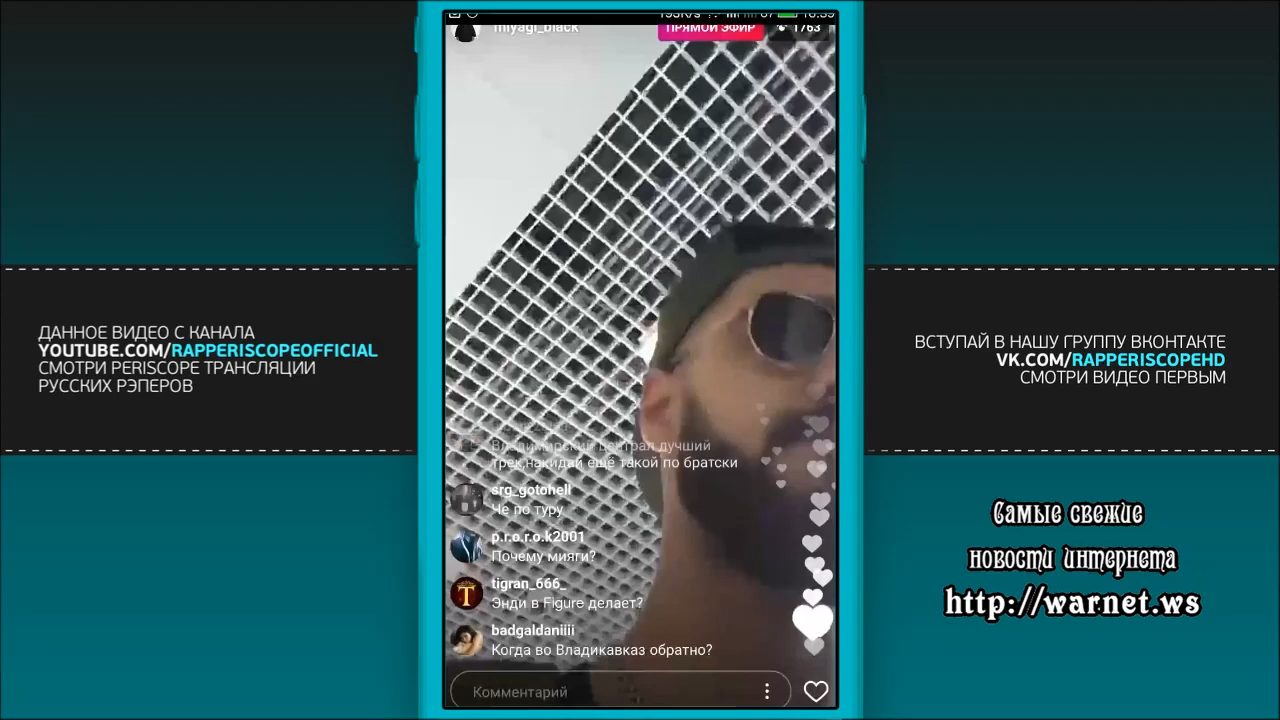 miyagi_black
ПРЯМОЙ ЭФИР
1763
ДАННОЕ ВИДЕО С КАНАЛА
YOUTUBE.COM/RAPPERISCOPEOFFICIAL
СМОТРИ PERISCOPE ТРАНСЛЯЦИИ
РУССКИХ РЭПЕРОВ
Владимирский централ лучший
трек,накидай ещё такой по братски
srg_gotohell
Че по туру
p.r.o.r.o.k2001
Почему мияги?
tigran_666_
Энди в Figure делает?
badgaldaniiii
Когда во Владикавказ обратно?
Комментарий
ВСТУПАЙ В НАШУ ГРУППУ ВКОНТАКТЕ
VK.COM/RAPPERISCOPEHD
СМОТРИ ВИДЕО ПЕРВЫМ
Самые свежие
новости интернета
http://warnet.ws